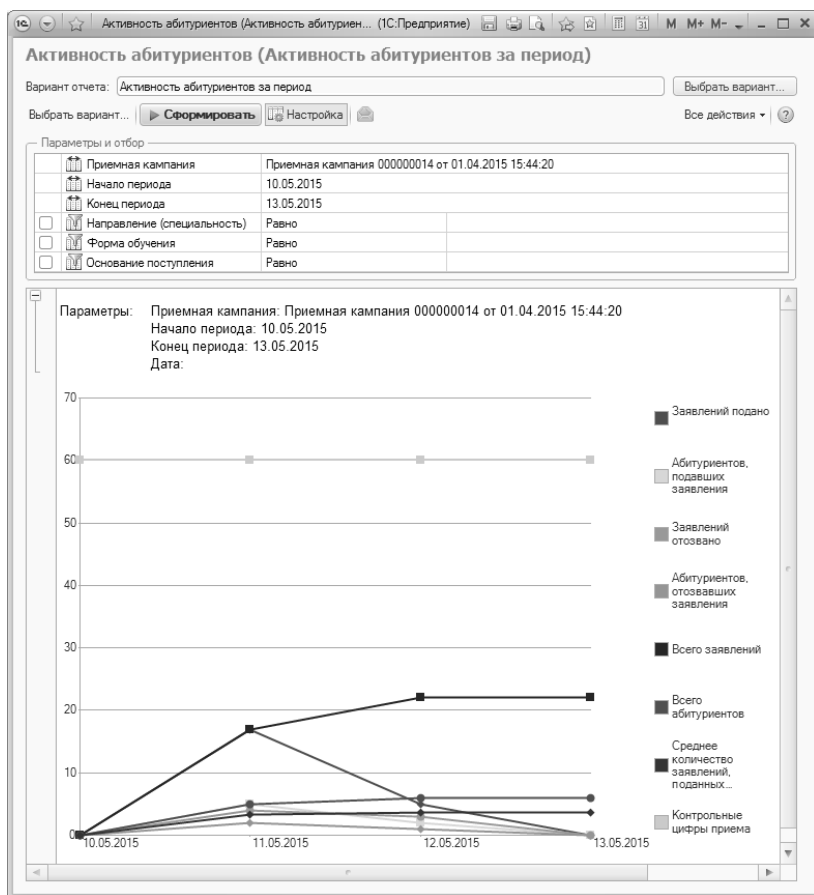 Активность абитуриентов (Активность абитуриен... (1С:Предприятие)
M M+ M-
Активность абитуриентов (Активность абитуриентов за период)
Вариант отчета: Активность абитуриентов за период Выбрать вариант...
Выбрать вариант... Сформировать Настройка Все действия ?
Параметры и отбор
Приемная кампания Приемная кампания 000000014 от 01.04.2015 15:44:20
Начало периода 10.05.2015
Конец периода 13.05.2015
Направление (специальность) Равно
Форма обучения Равно
Основание поступления Равно
Параметры: Приемная кампания: Приемная кампания 000000014 от 01.04.2015 15:44:20
Начало периода: 10.05.2015
Конец периода: 13.05.2015
Дата:
70
60
50
40
30
20
10
0
10.05.2015 11.05.2015 12.05.2015 13.05.2015
Заявлений подано
Абитуриентов,
подавших
заявления
Заявлений
отозвано
Абитуриентов,
отозвавших
заявления
Всего заявлений
Всего
абитуриентов
Среднее
количество
заявлений,
поданных...
Контрольные
цифры приема